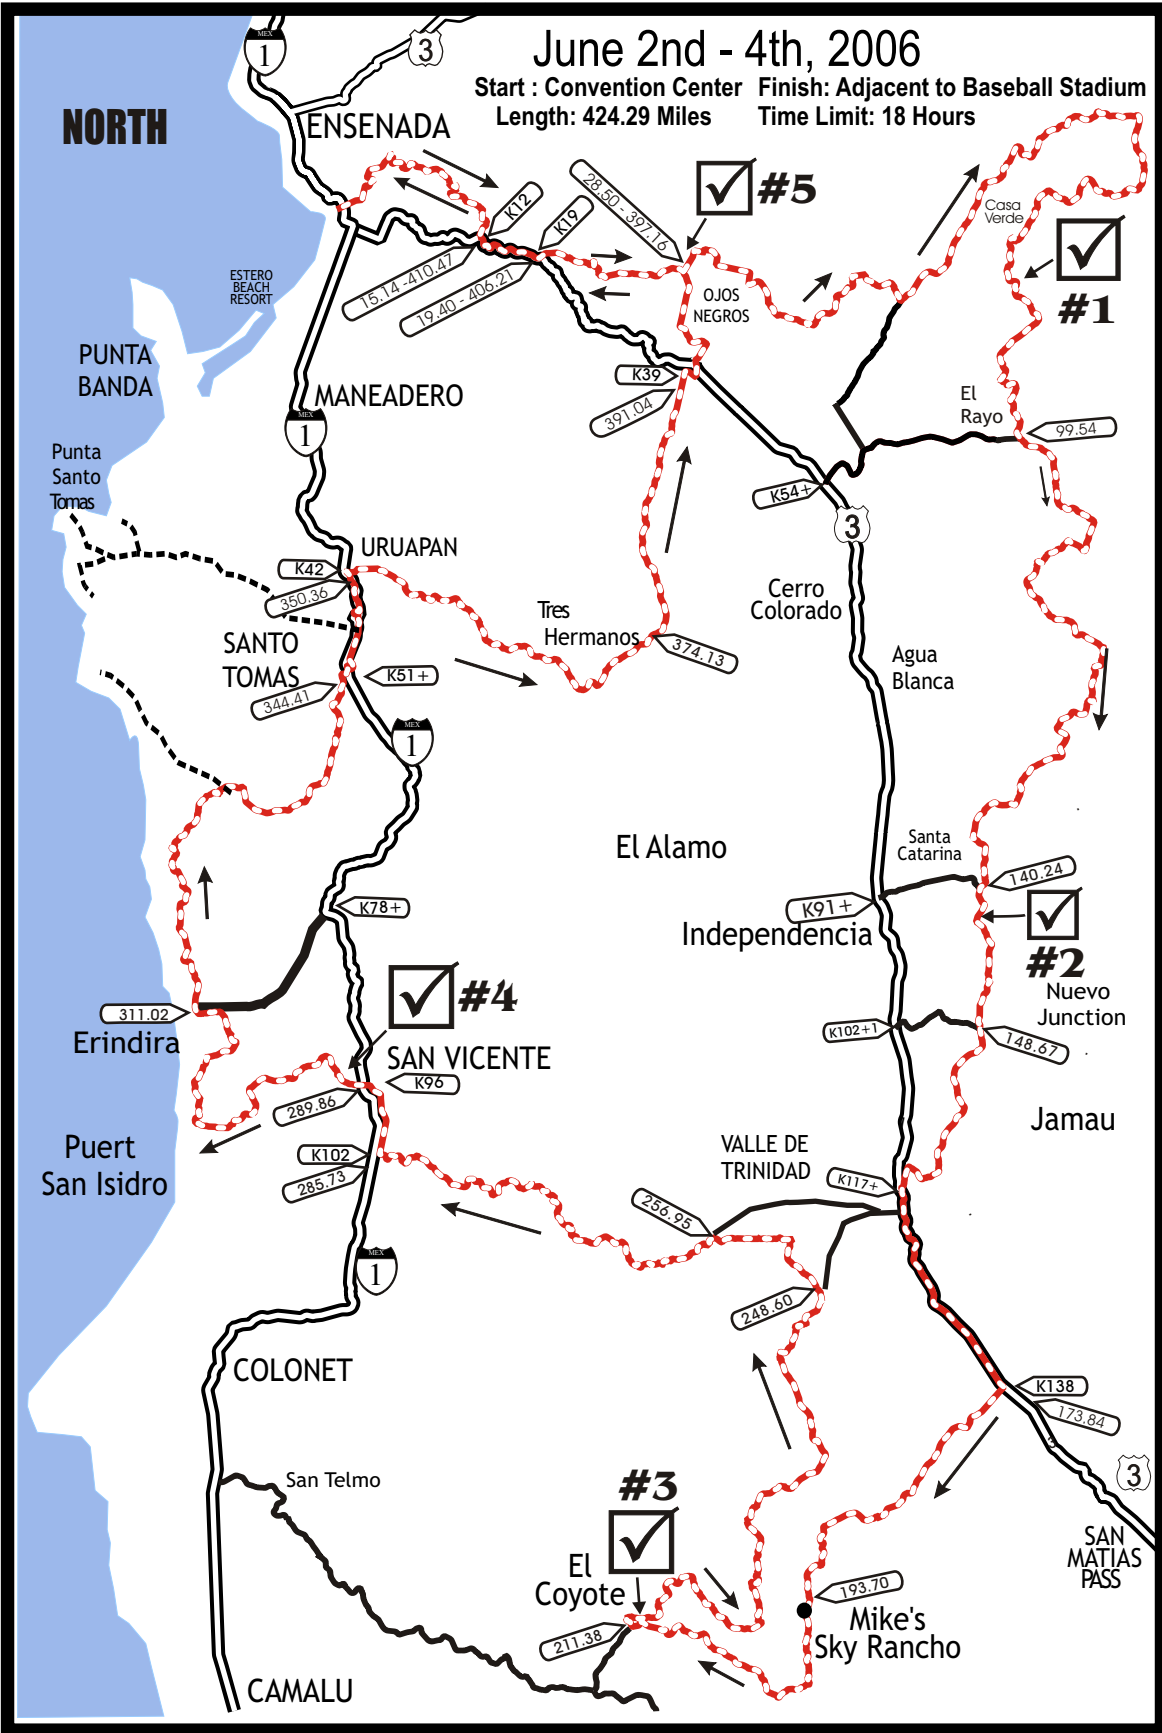 June 2nd - 4th, 2006
Start : Convention Center Finish: Adjacent to Baseball Stadium
Length: 424.29 Miles Time Limit: 18 Hours
NORTH
MEX
1
3
ENSENADA
28.50 - 397.16
#5
K12
K19
Casa
Verde
#1
15.14 -410.47
19.40 - 406.21
ESTERO
BEACH
RESORT
OJOS
NEGROS
PUNTA
BANDA
MANEADERO
MEX
1
K39
391.04
El
Rayo
99.54
Punta
Santo
Tomas
K54+
3
URUAPAN
K42
350.36
Cerro
Colorado
Tres
Hermanos
374.13
SANTO
TOMAS
K51+
344.41
Agua
Blanca
MEX
1
El Alamo
Santa
Catarina
140.24
K78+
K91+
Independencia
#2
#4
Nuevo
Junction
311.02
Erindira
K102+1
148.67
SAN VICENTE
K96
289.86
Jamau
Puert
San Isidro
K102
285.73
VALLE DE
TRINIDAD
K117+
256.95
MEX
1
248.60
COLONET
K138
173.84
San Telmo
3
#3
SAN
MATIAS
PASS
El
Coyote
193.70
Mike's
Sky Rancho
211.38
CAMALU